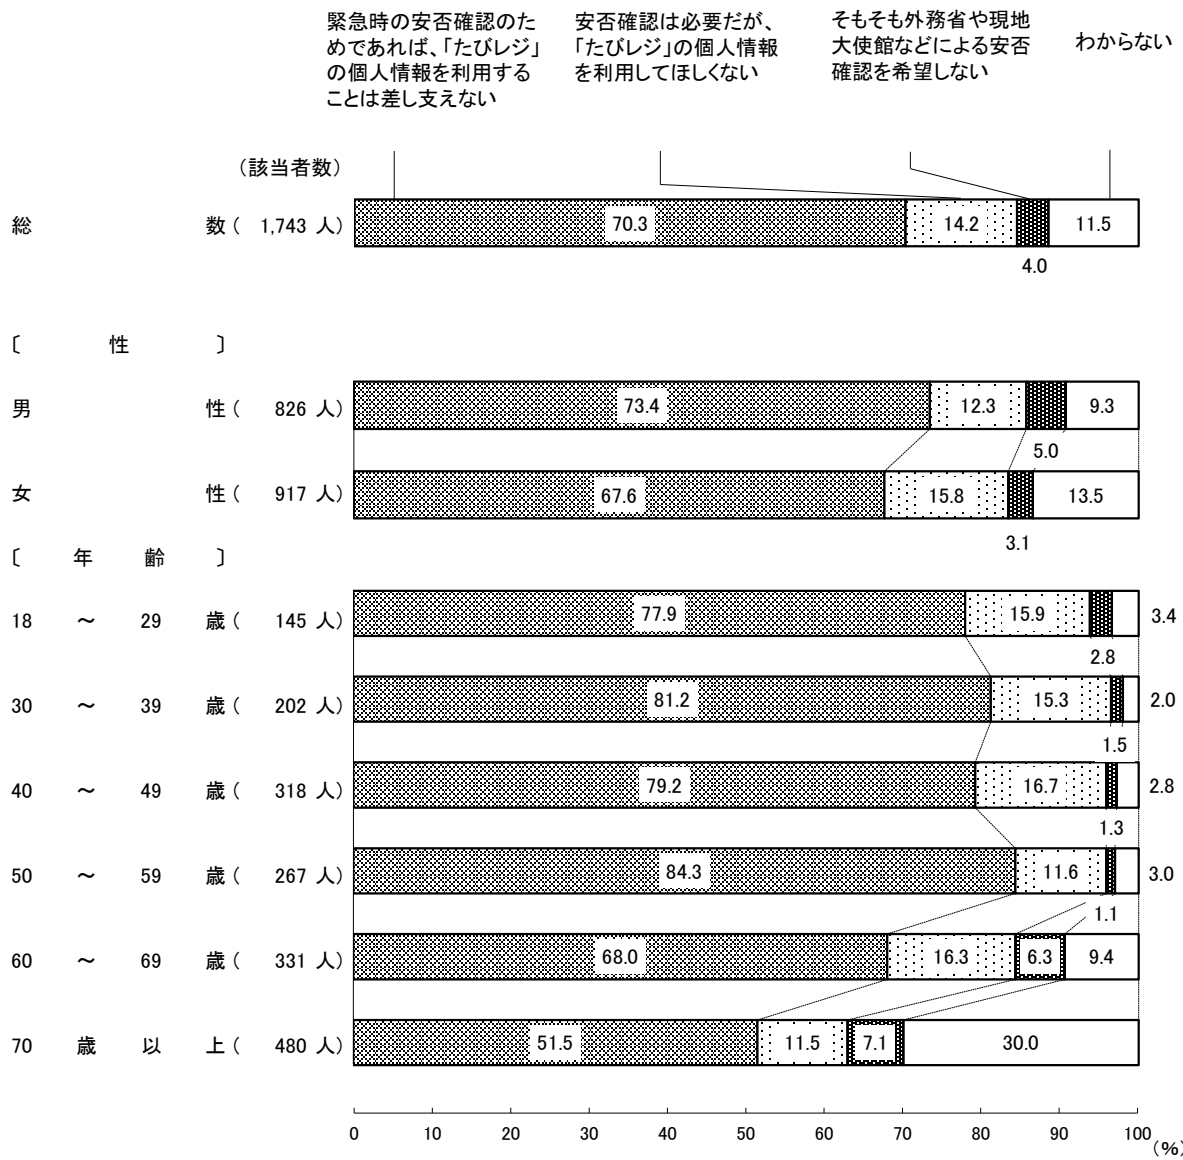 緊急時の安否確認のた
めであれば、「たびレジ」
の個人情報を利用する
ことは差し支えない
安否確認は必要だが、
「たびレジ」の個人情報
を利用してほしくない
そもそも外務省や現地
大使館などによる安否
確認を希望しない
わからない
(該当者数)
総 数 ( 1,743 人) 70.3 14.2 11.5
4.0
〔 性 〕
男 性 ( 826 人) 73.4 12.3 9.3
5.0
女 性 ( 917 人) 67.6 15.8 13.5
3.1
〔 年 齢 〕
18 ～ 29 歳 ( 145 人) 77.9 15.9 3.4
2.8
30 ～ 39 歳 ( 202 人) 81.2 15.3 2.0
1.5
40 ～ 49 歳 ( 318 人) 79.2 16.7 2.8
1.3
50 ～ 59 歳 ( 267 人) 84.3 11.6 3.0
1.1
60 ～ 69 歳 ( 331 人) 68.0 16.3 6.3 9.4
70 歳 以 上 ( 480 人) 51.5 11.5 7.1 30.0
0 10 20 30 40 50 60 70 80 90 100
(%)